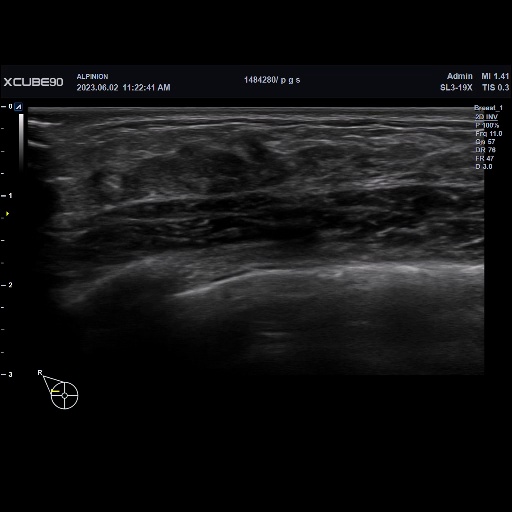 XCUBE90
ALPINION
2023.06.02 11:22:41 AM
1484280/ p g s
Admin MI 1.41
SL3-19X TIS 0.3
Breast_1
2D INV
P 100%
Frq 11.0
Gn 57
DR 76
FR 47
D 3.0
0
1
2
3
R